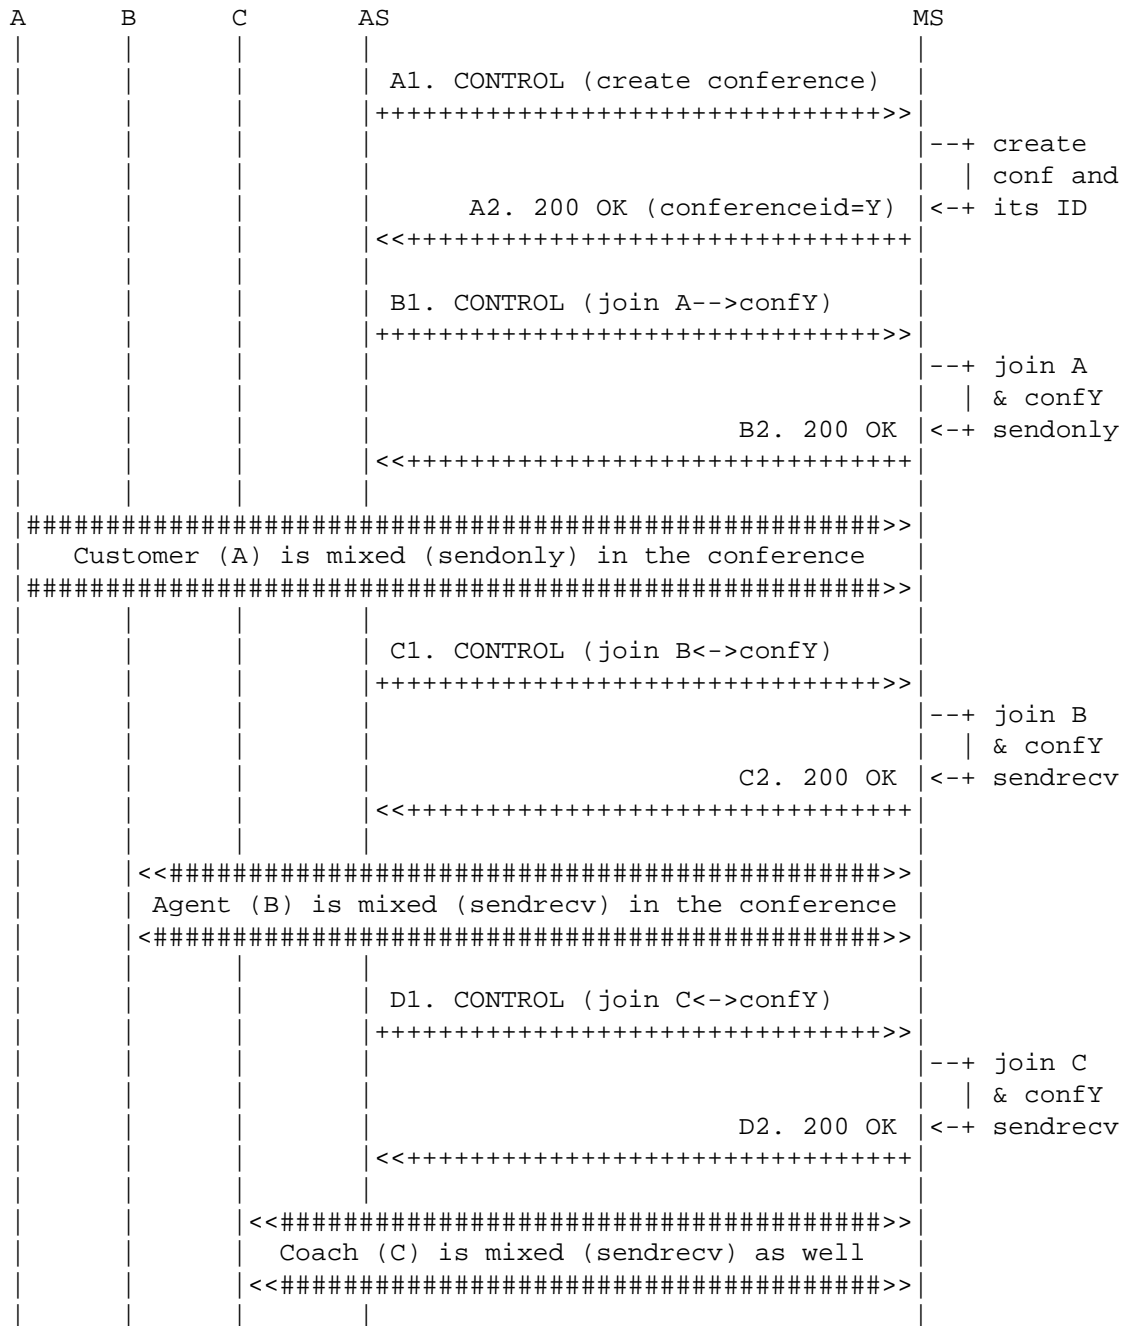 A B C AS MS
A1. CONTROL (create conference)
+++++++++++++++++++++++++++++++++>>
--+ create
| conf and
A2. 200 OK (conferenceid=Y) <-+ its ID
<<+++++++++++++++++++++++++++++++++
B1. CONTROL (join A-->confY)
+++++++++++++++++++++++++++++++++>>
--+ join A
| & confY
B2. 200 OK <-+ sendonly
<<+++++++++++++++++++++++++++++++++
#######################################################>>
Customer (A) is mixed (sendonly) in the conference
#######################################################>>
C1. CONTROL (join B<->confY)
+++++++++++++++++++++++++++++++++>>
--+ join B
| & confY
C2. 200 OK <-+ sendrecv
<<+++++++++++++++++++++++++++++++++
<<##############################################>>
Agent (B) is mixed (sendrecv) in the conference
<###############################################>>
D1. CONTROL (join C<->confY)
+++++++++++++++++++++++++++++++++>>
--+ join C
| & confY
D2. 200 OK <-+ sendrecv
<<+++++++++++++++++++++++++++++++++
<<#######################################>>
Coach (C) is mixed (sendrecv) as well
<<#######################################>>